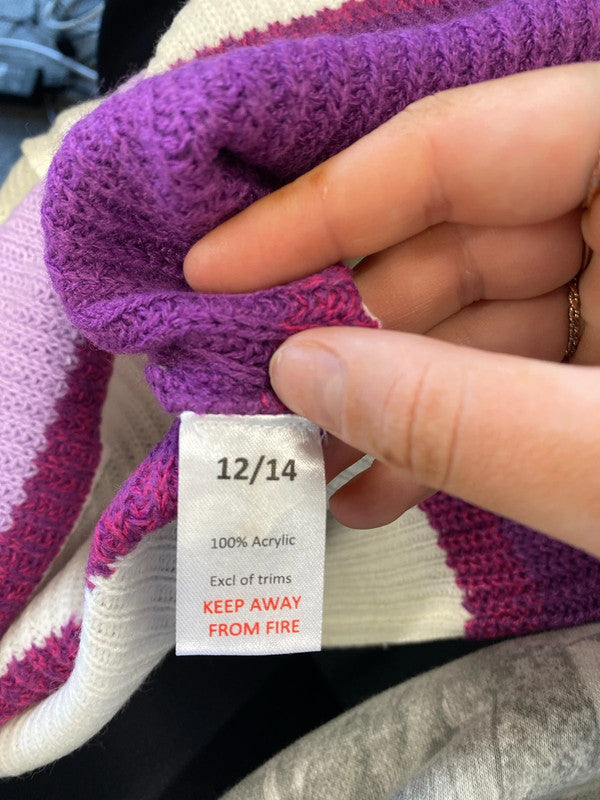 12/14
100% Acrylic
Excl of trims
KEEP AWAY
FROM FIRE